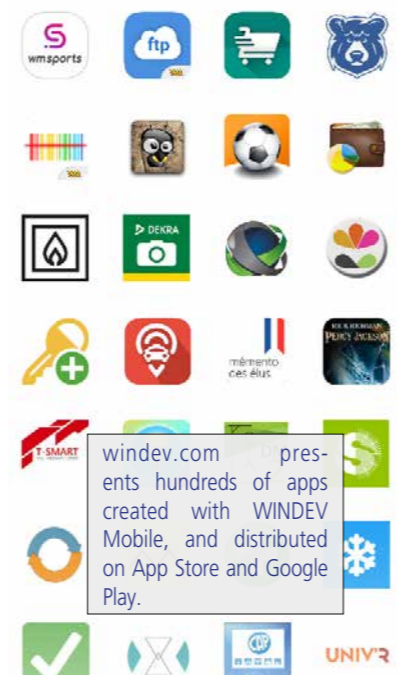 S
wmsports
ftp
DEKRA
mémento
des élus
RICK RIORDAN
PERCY JACKSON
T·SMART
S
windev.com pres-
ents hundreds of apps
created with WINDEV
Mobile, and distributed
on App Store and Google
Play.
UNIV'R